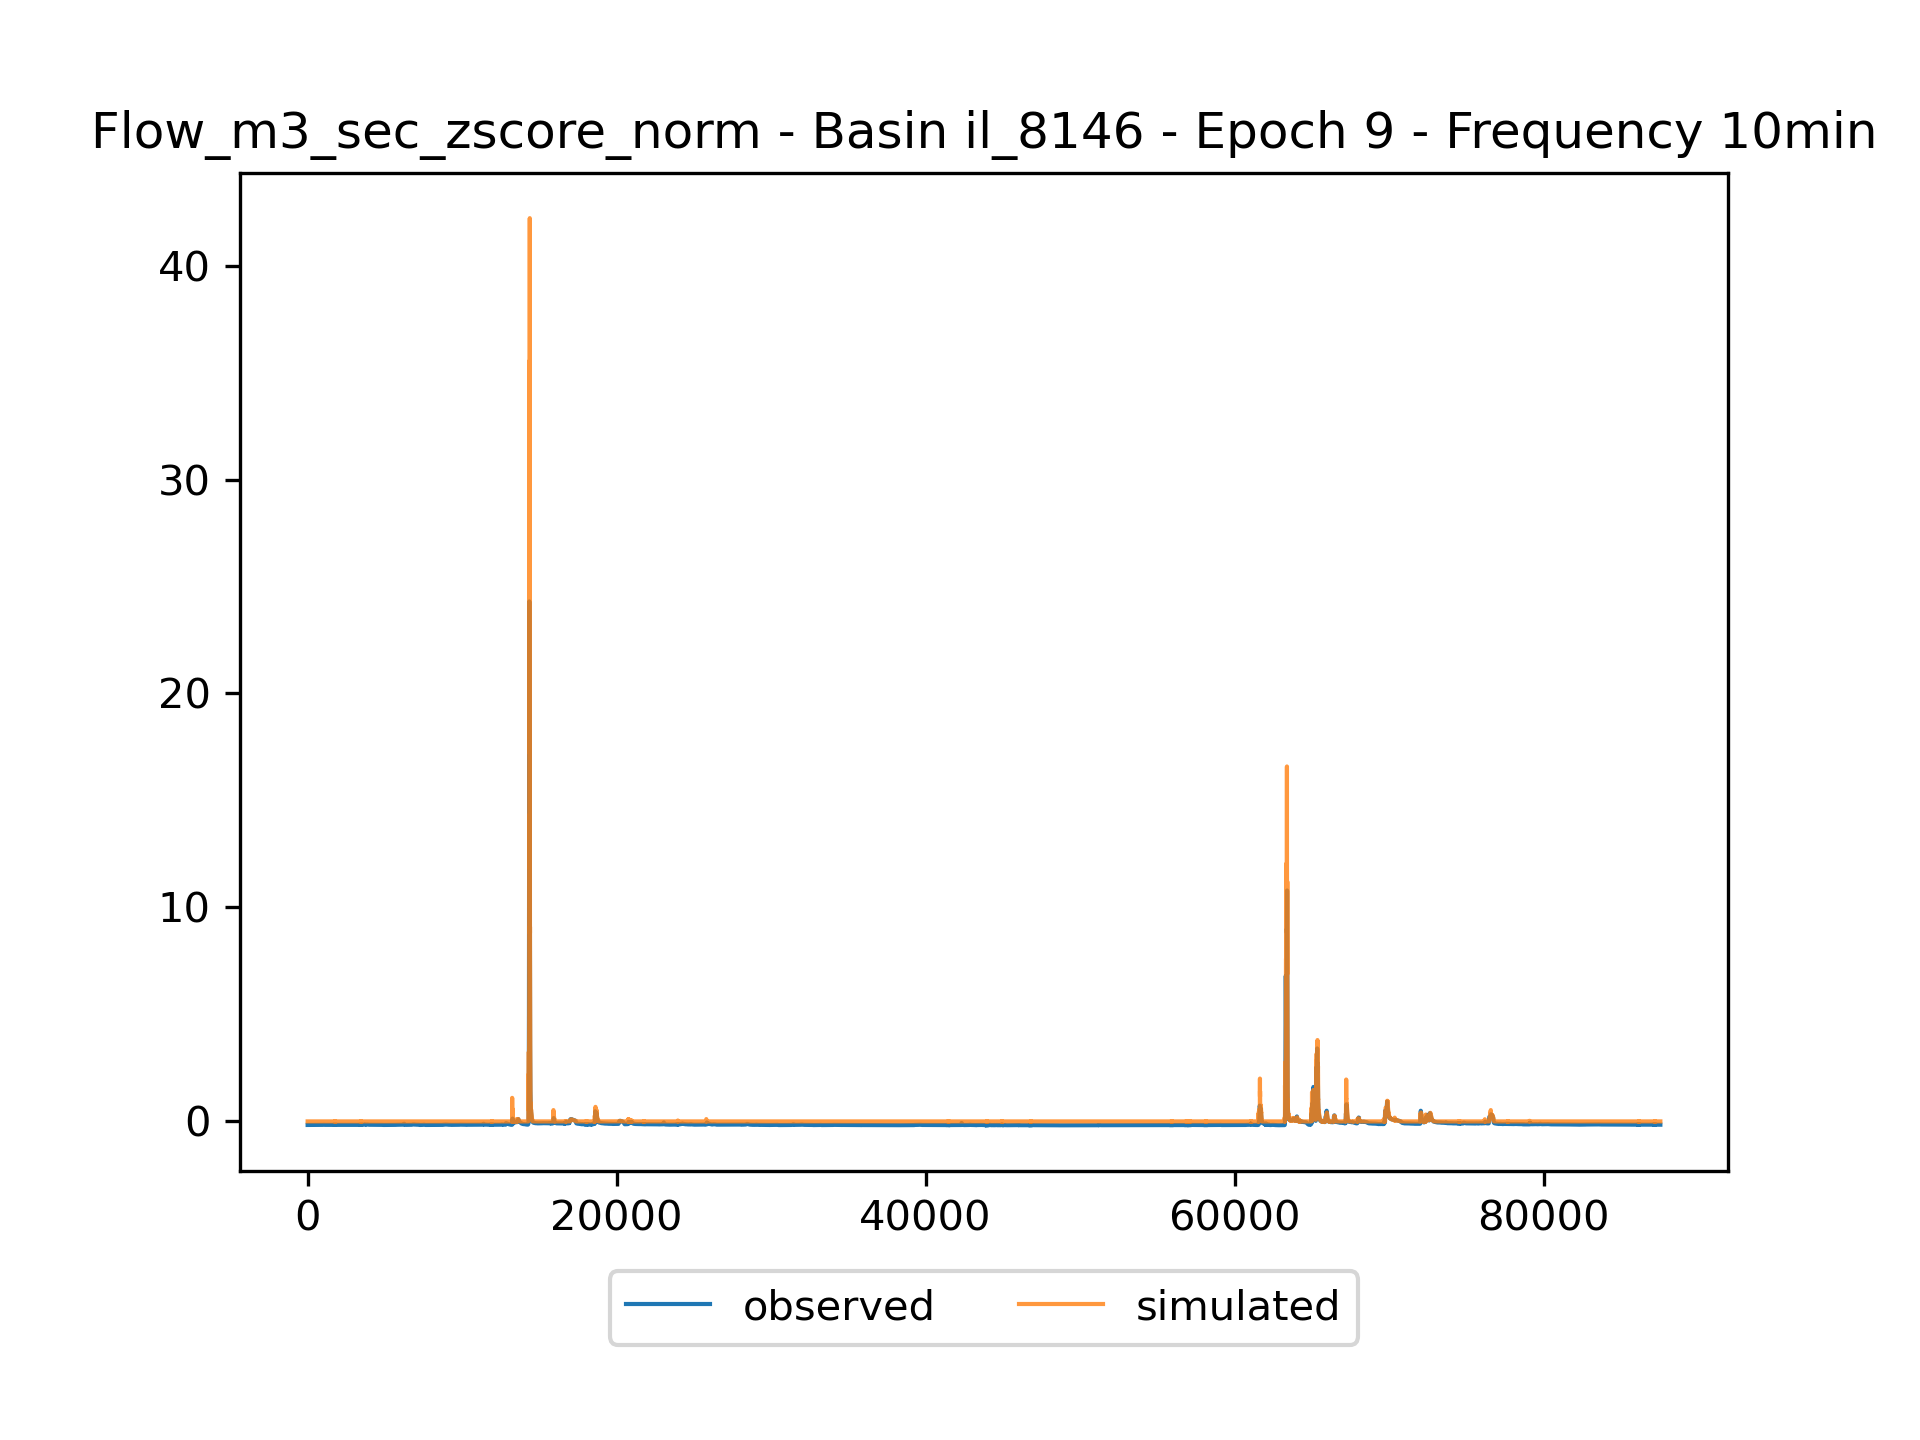 Flow_m3_sec_zscore_norm - Basin il_8146 - Epoch 9 - Frequency 10min
40
30
20
10
0
0 20000 40000 60000 80000
observed simulated